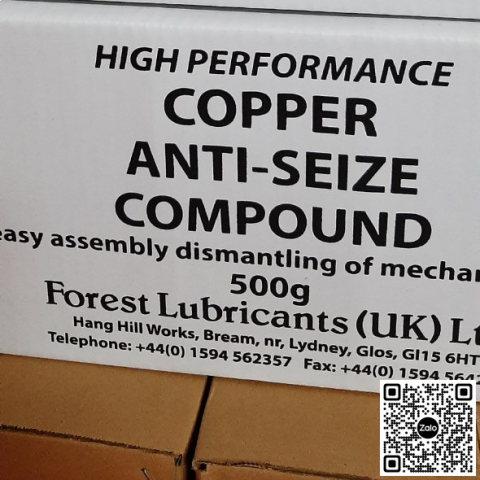 HIGH PERFORMANCE
COPPER
ANTI-SEIZE
COMPOUND
easy assembly dismantling of mechan
500g
Forest Lubricants (UK) Lt
Hang Hill Works, Bream, nr, Lydney, Glos, Gl15 6HT
Telephone: +44(0) 1594 562357 Fax: +44(0) 1594 564
Zalo